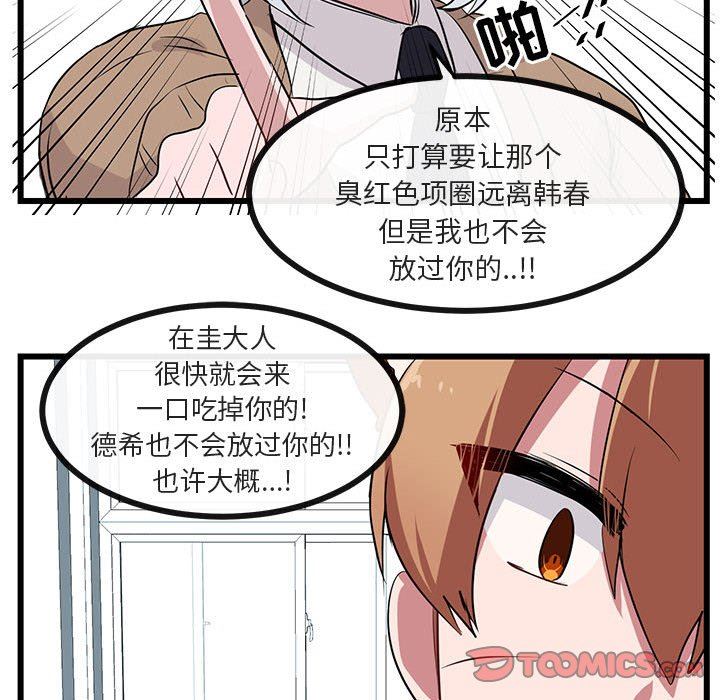 啪
原本
只打算要让那个
臭红色项圈远离韩春
但是我也不会
放过你的..!!
在圭大人
很快就会来
一口吃掉你的!
德希也不会放过你的!!
也许大概...!
DTOOMICS.COM